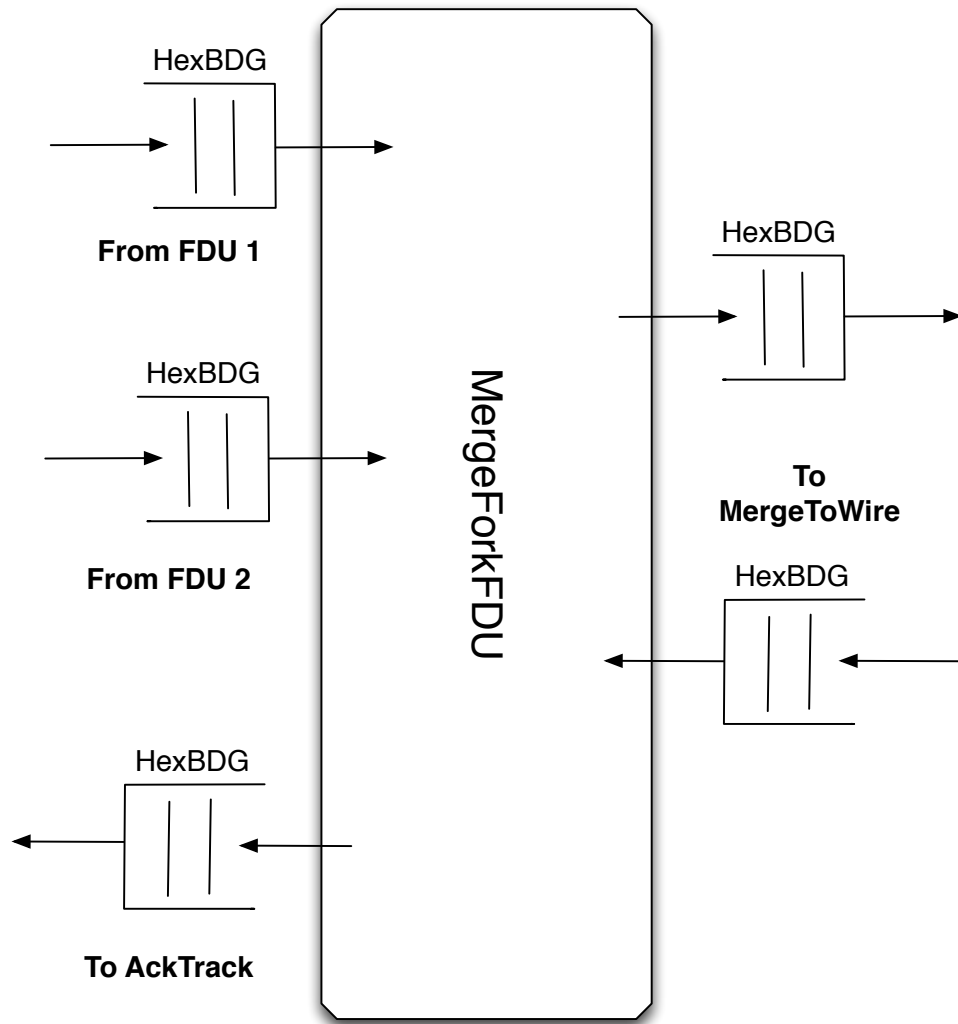 HexBDG
From FDU 1
HexBDG
From FDU 2
HexBDG
To AckTrack
MergeForkFDU
HexBDG
To
MergeToWire
HexBDG